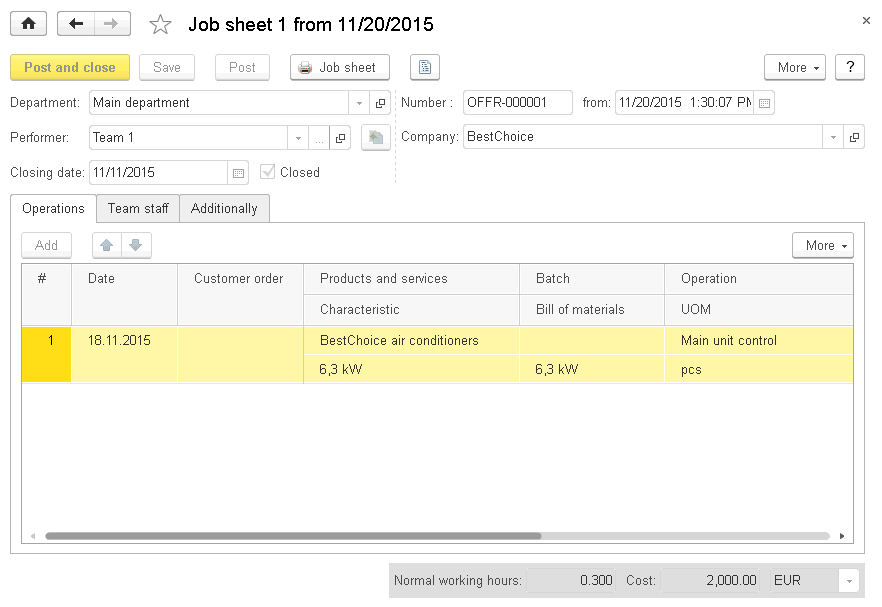 Job sheet 1 from 11/20/2015
Post and close Save Post Job sheet More ?
Department: Main department Number : OFFR-000001 from: 11/20/2015 1:30:07 PM
Performer: Team 1 ... Company: BestChoice
Closing date: 11/11/2015 Closed
Operations Team staff Additionally
Add More
# Date Customer order Products and services Batch Operation
Characteristic Bill of materials UOM
1 18.11.2015 BestChoice air conditioners Main unit control
6,3 kW 6,3 kW pcs
Normal working hours: 0.300 Cost: 2,000.00 EUR